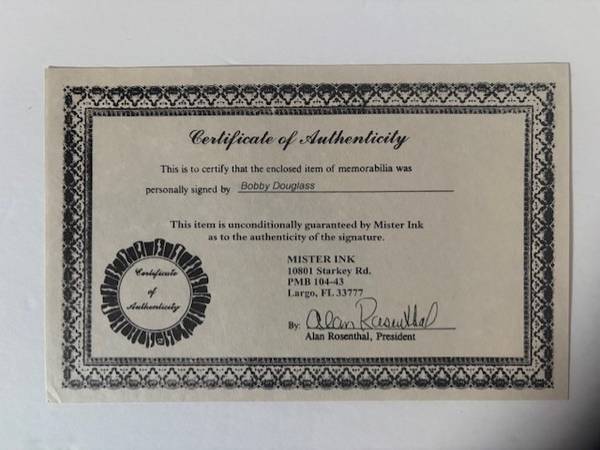 Certificate of Authenticity
This is to certify that the enclosed item of memorabilia was
personally signed by Bobby Douglass
This item is unconditionally guaranteed by Mister Ink
as to the authenticity of the signature.
MISTER INK
10801 Starkey Rd.
PMB 104-43
Largo, FL 33777
By: Alan Rosenthal
Alan Rosenthal, President
Certificate
of
Authenticity